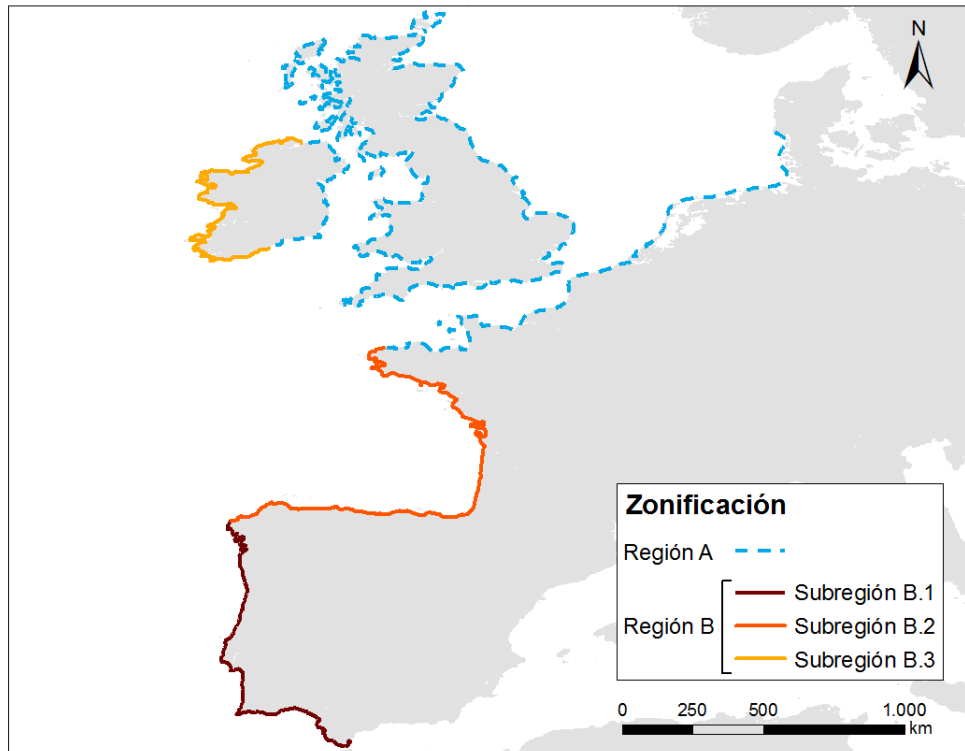 N
Zonificación
Región A
Subregión B.1
Región B
Subregión B.2
Subregión B.3
0 250 500 1.000
km